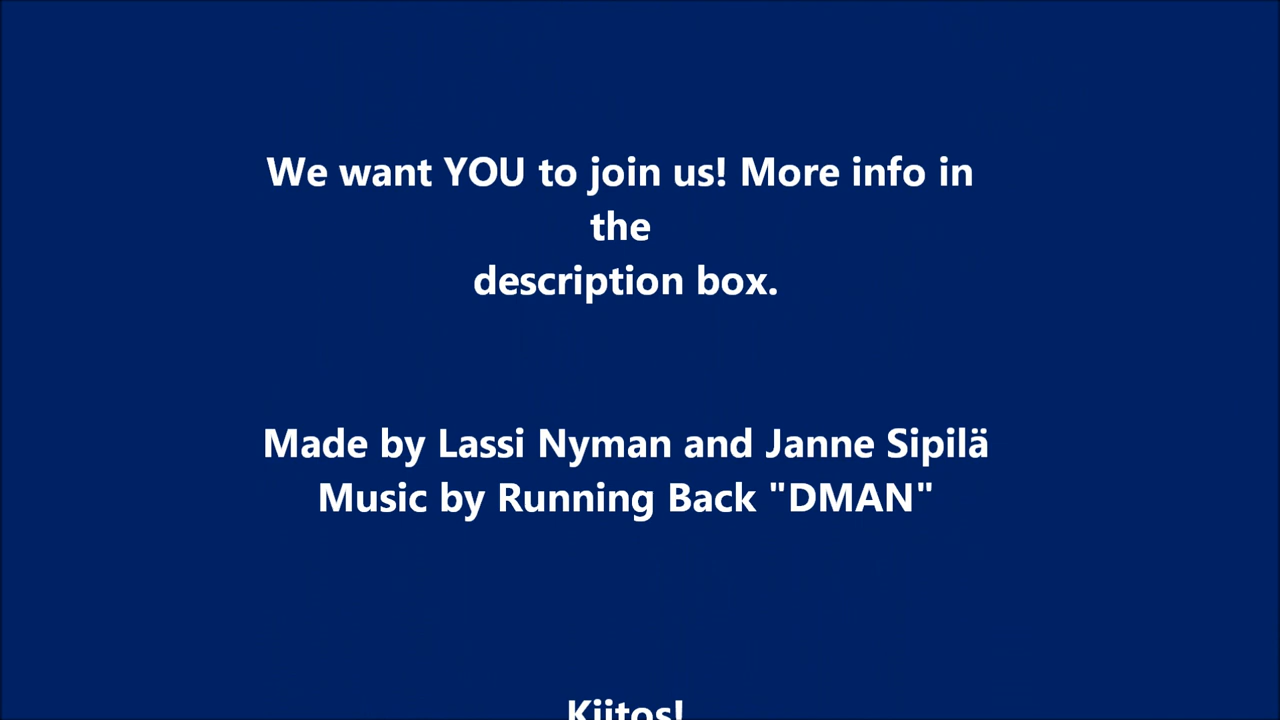 We want YOU to join us! More info in
the
description box.
Made by Lassi Nyman and Janne Sipilä
Music by Running Back "DMAN"
Kiitos!